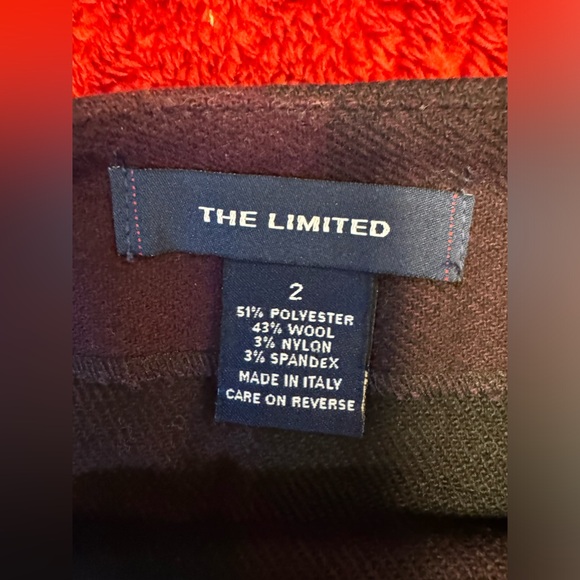 THE LIMITED
2
51% POLYESTER
43% WOOL
3% NYLON
3% SPANDEX
MADE IN ITALY
CARE ON REVERSE